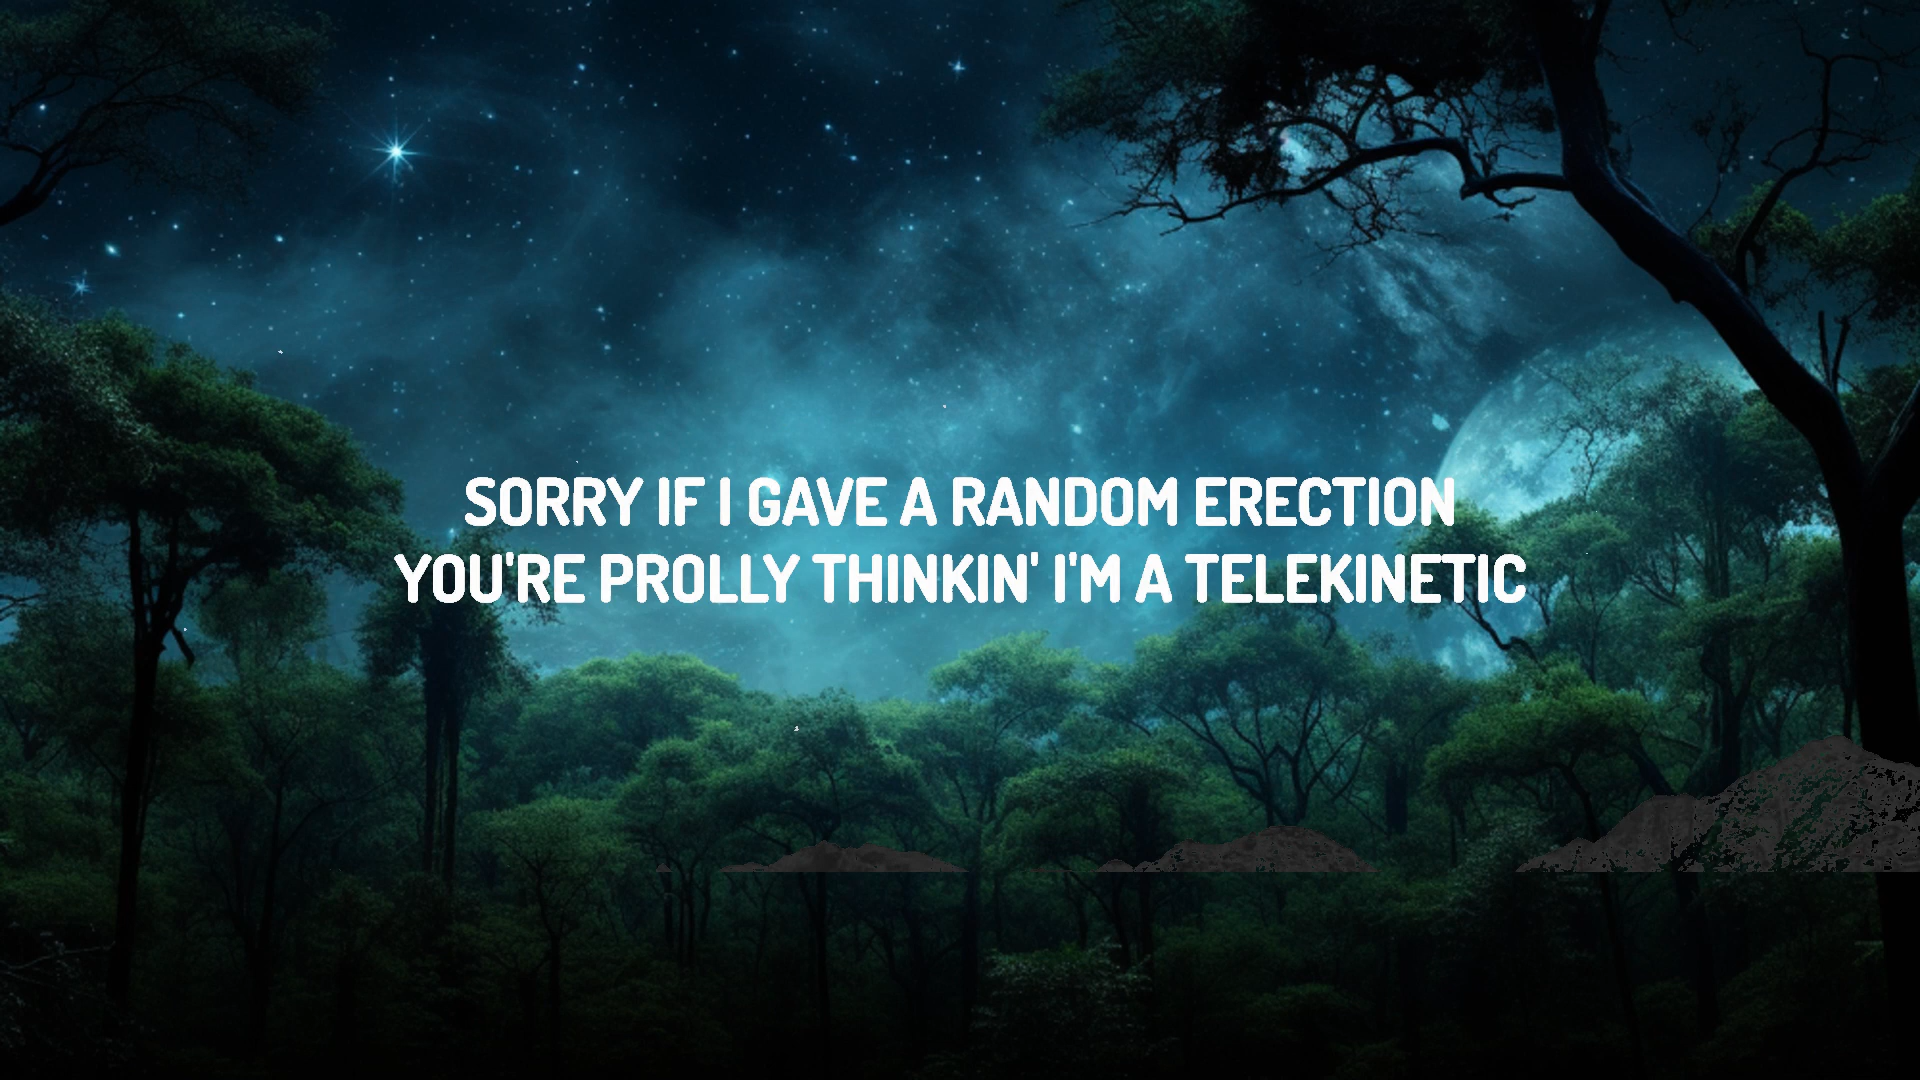 SORRY IF I GAVE A RANDOM ERECTION
YOU'RE PROLLY THINKIN' I'M A TELEKINETIC